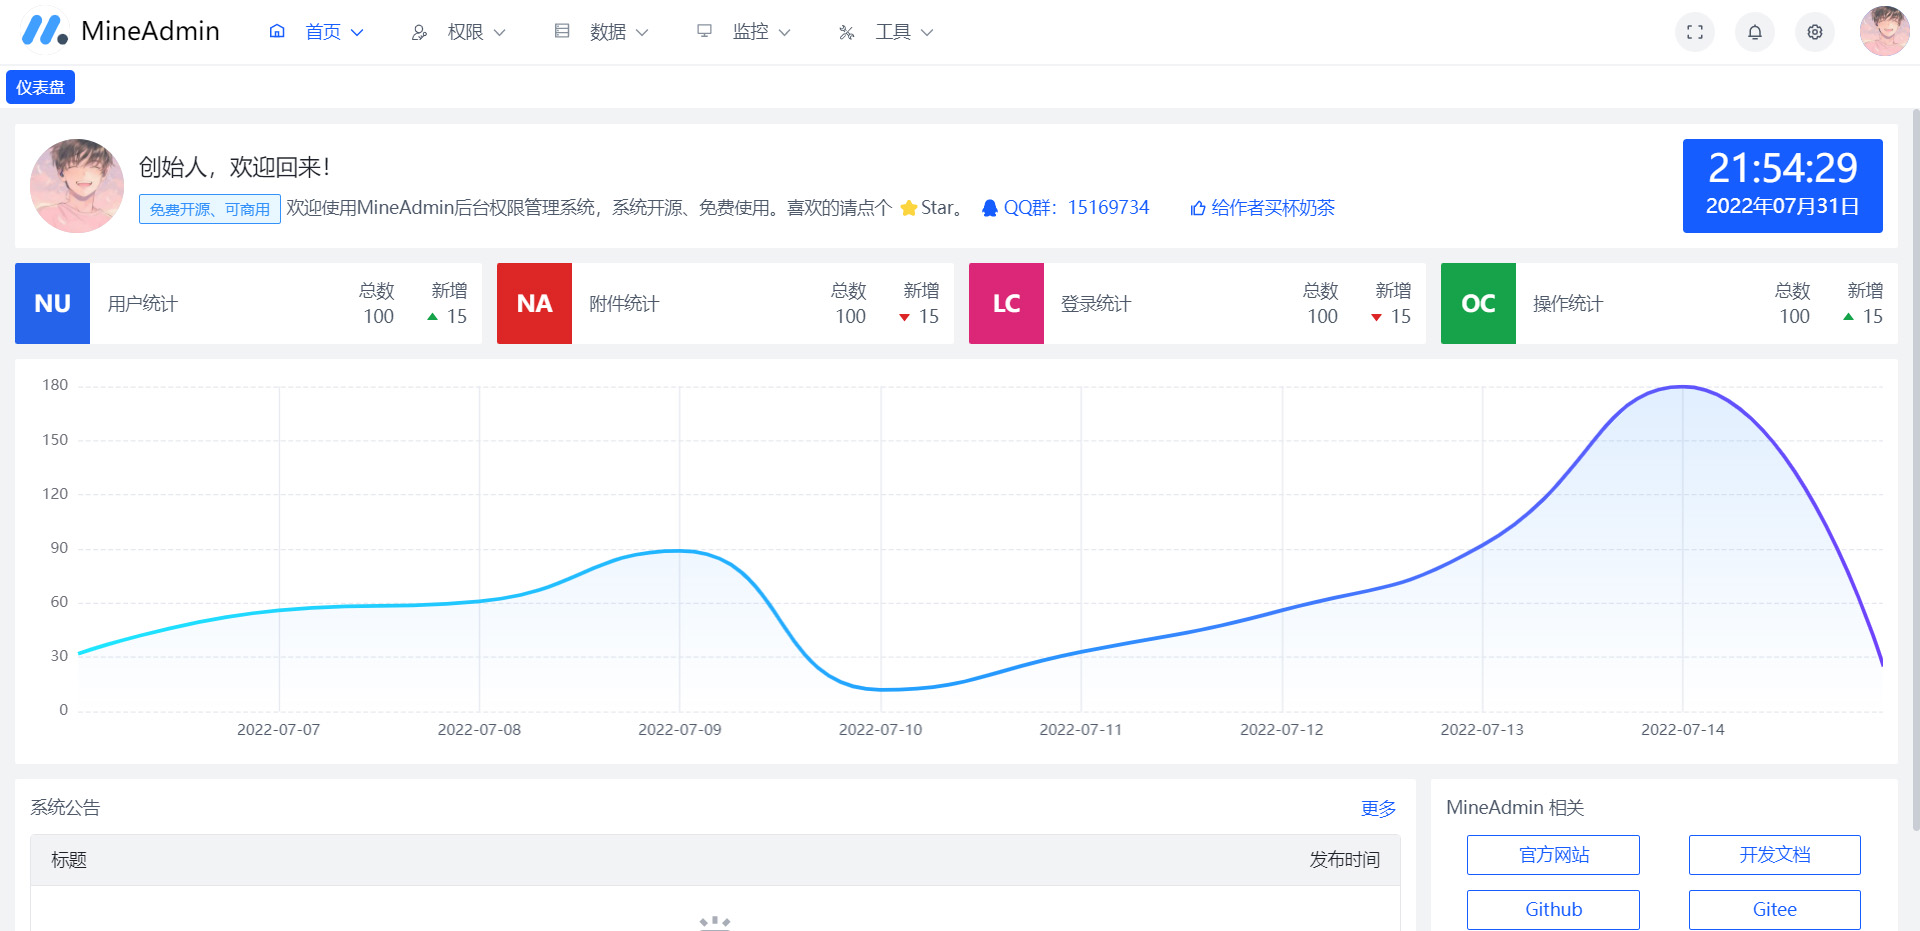 MineAdmin 首页 权限 数据 监控 工具
仪表盘
创始人，欢迎回来！
免费开源、可商用 欢迎使用MineAdmin后台权限管理系统，系统开源、免费使用。喜欢的请点个 Star。 QQ群：15169734 给作者买杯奶茶
21:54:29
2022年07月31日
NU 用户统计 总数 100 新增 15
NA 附件统计 总数 100 新增 15
LC 登录统计 总数 100 新增 15
OC 操作统计 总数 100 新增 15
180
150
120
90
60
30
0
2022-07-07 2022-07-08 2022-07-09 2022-07-10 2022-07-11 2022-07-12 2022-07-13 2022-07-14
系统公告 更多
标题 发布时间
MineAdmin 相关
官方网站 开发文档
Github Gitee